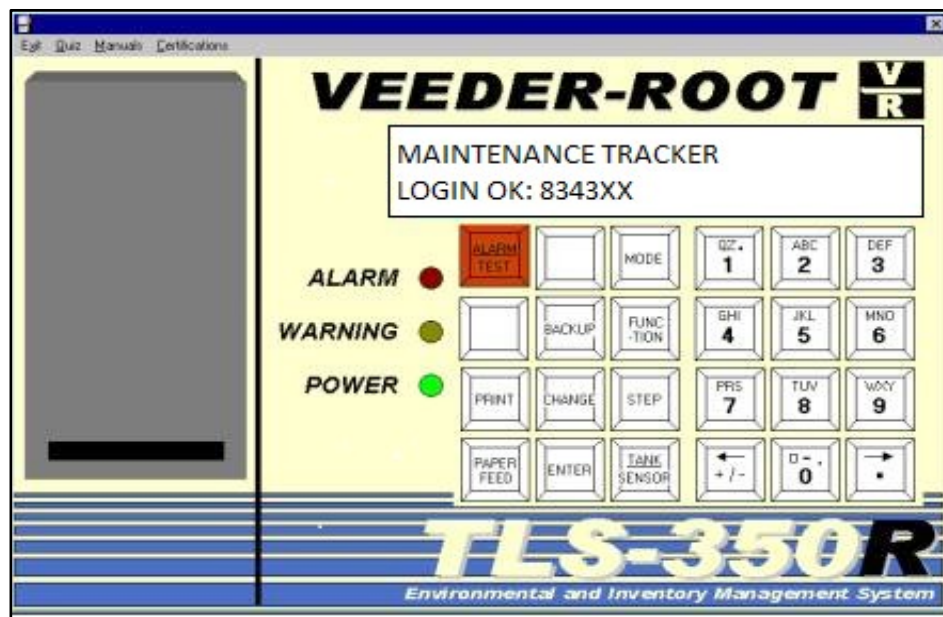 Exit Quiz Manuals Certifications
VEEDER-ROOT
V
R
MAINTENANCE TRACKER
LOGIN OK: 8343XX
ALARM
TEST
MODE
QZ.
1
ABC
2
DEF
3
ALARM
WARNING
BACKUP
FUNC
-TION
GHI
4
JKL
5
MNO
6
POWER
PRINT
CHANGE
STEP
PRS
7
TUV
8
WXY
9
PAPER
FEED
ENTER
TANK
SENSOR
←
+/-
0
→
.
TLS-350R
Environmental and Inventory Management System